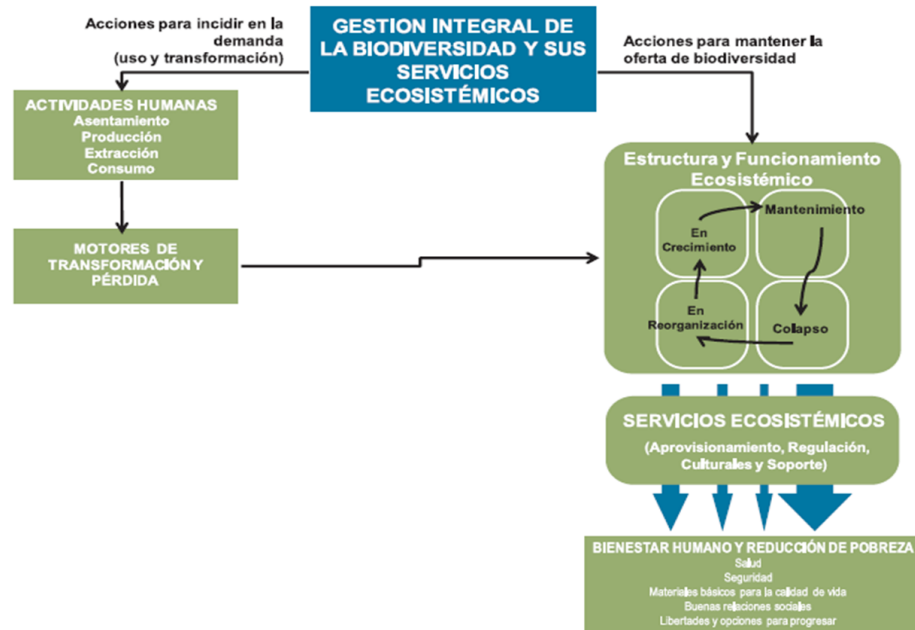 Acciones para incidir en la
demanda
(uso y transformación)
GESTION INTEGRAL DE
LA BIODIVERSIDAD Y SUS
SERVICIOS
ECOSISTÉMICOS
Acciones para mantener la
oferta de biodiversidad
ACTIVIDADES HUMANAS
Asentamiento
Producción
Extracción
Consumo
MOTORES DE
TRANSFORMACIÓN Y
PÉRDIDA
Estructura y Funcionamiento
Ecosistémico
En
Crecimiento
Mantenimiento
En
Reorganización
Colapso
SERVICIOS ECOSISTÉMICOS
(Aprovisionamiento, Regulación,
Culturales y Soporte)
BIENESTAR HUMANO Y REDUCCIÓN DE POBREZA
Salud
Seguridad
Materiales básicos para la calidad de vida
Buenas relaciones sociales
Libertades y opciones para progresar